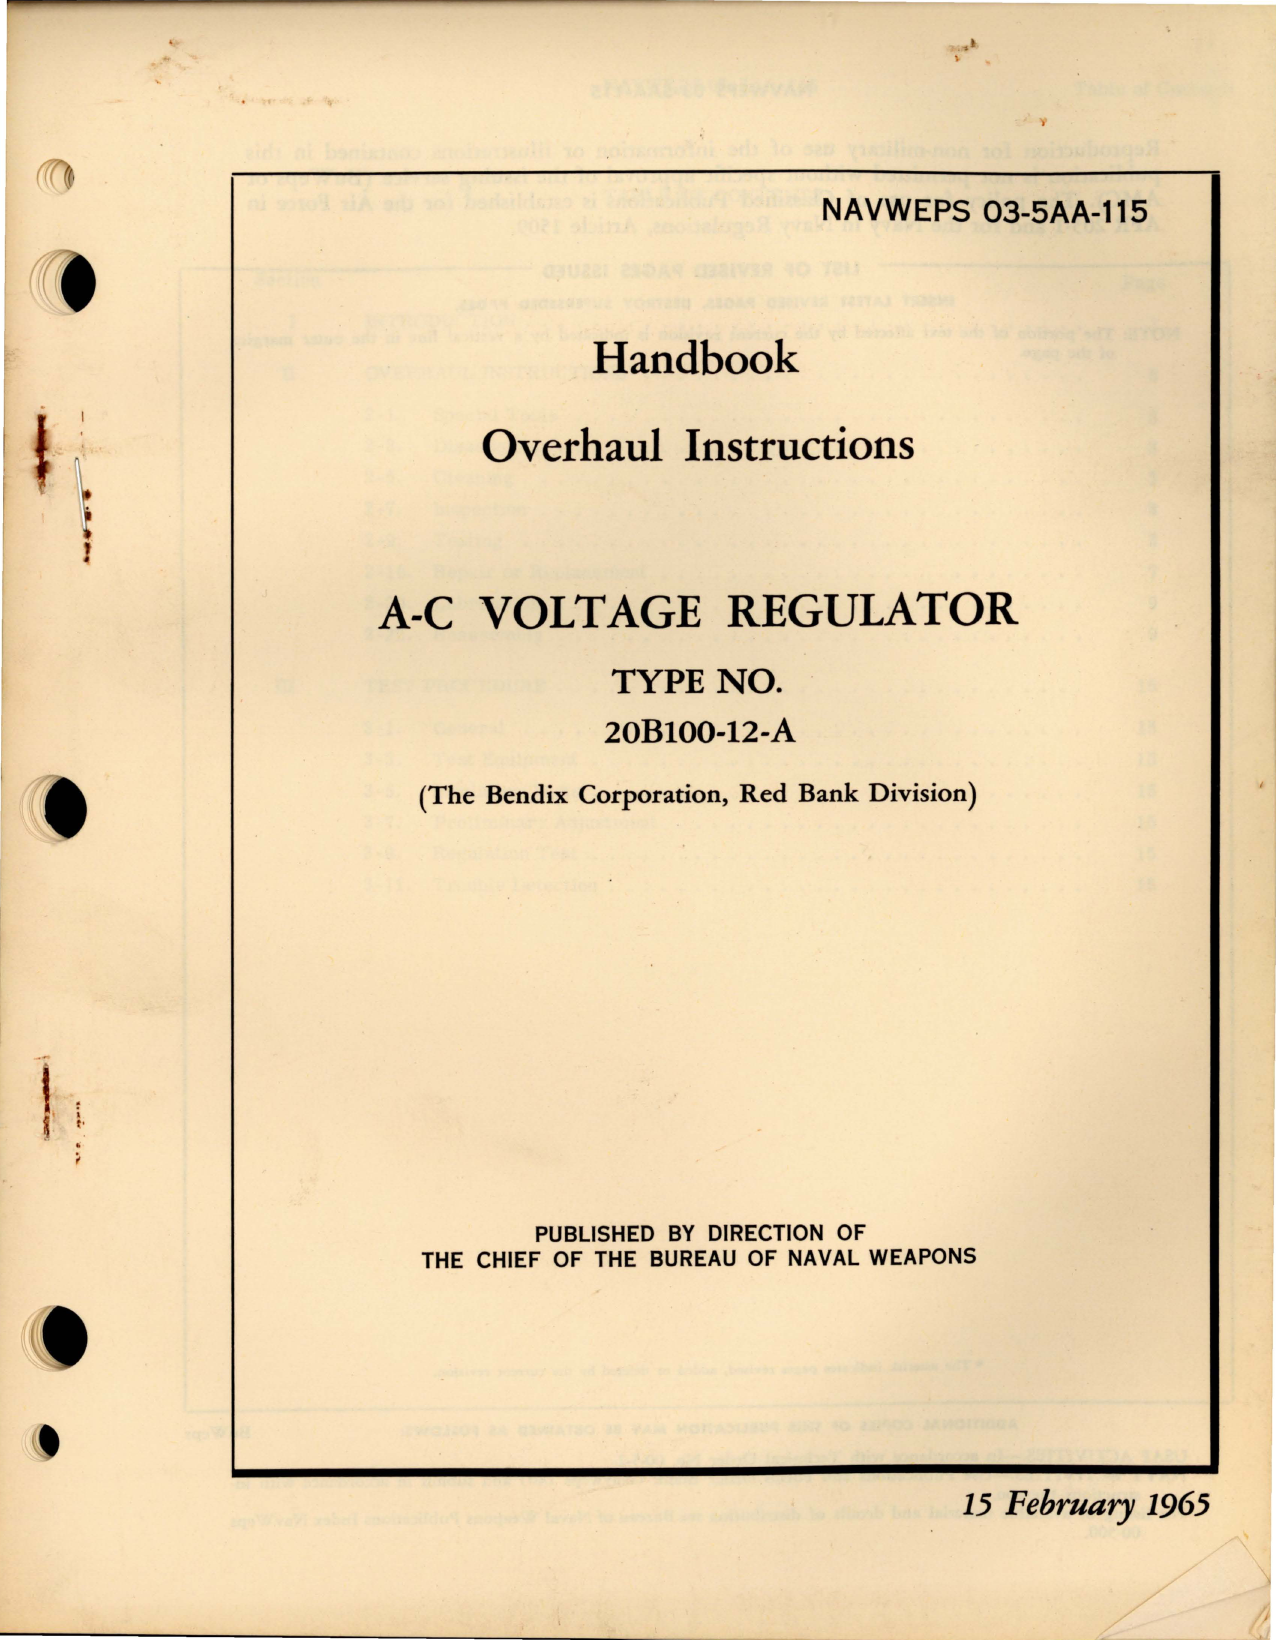 NAVWEPS 03-5AA-115
Handbook
Overhaul Instructions
A-C VOLTAGE REGULATOR
TYPE NO.
20B100-12-A
(The Bendix Corporation, Red Bank Division)
PUBLISHED BY DIRECTION OF
THE CHIEF OF THE BUREAU OF NAVAL WEAPONS
15 February 1965